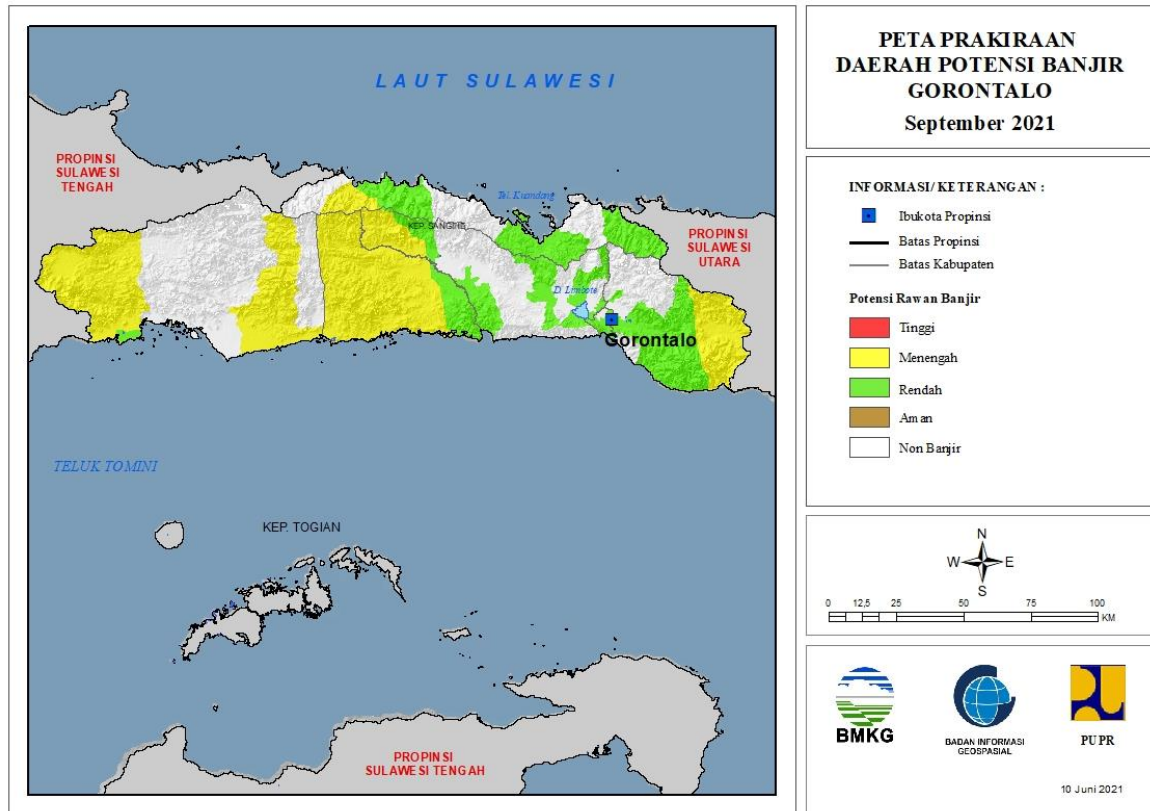 LAUT SULAWESI
PROPINSI
SULAWESI
TENGAH
Tel. Kuandang
KEP. SANGIHE
PROPINSI
SULAWESI
UTARA
D. Limboto
Gorontalo
TELUK TOMINI
KEP. TOGIAN
PROPINSI
SULAWESI TENGAH
PETA PRAKIRAAN
DAERAH POTENSI BANJIR
GORONTALO
September 2021
INFORMASI/ KETERANGAN :
Ibukota Propinsi
Batas Propinsi
Batas Kabupaten
Potensi Rawan Banjir
Tinggi
Menengah
Rendah
Aman
Non Banjir
N
W E
S
0 12,5 25 50 75 100
KM
BMKG
BADAN INFORMASI
GEOSPASIAL
PUPR
10 Juni 2021